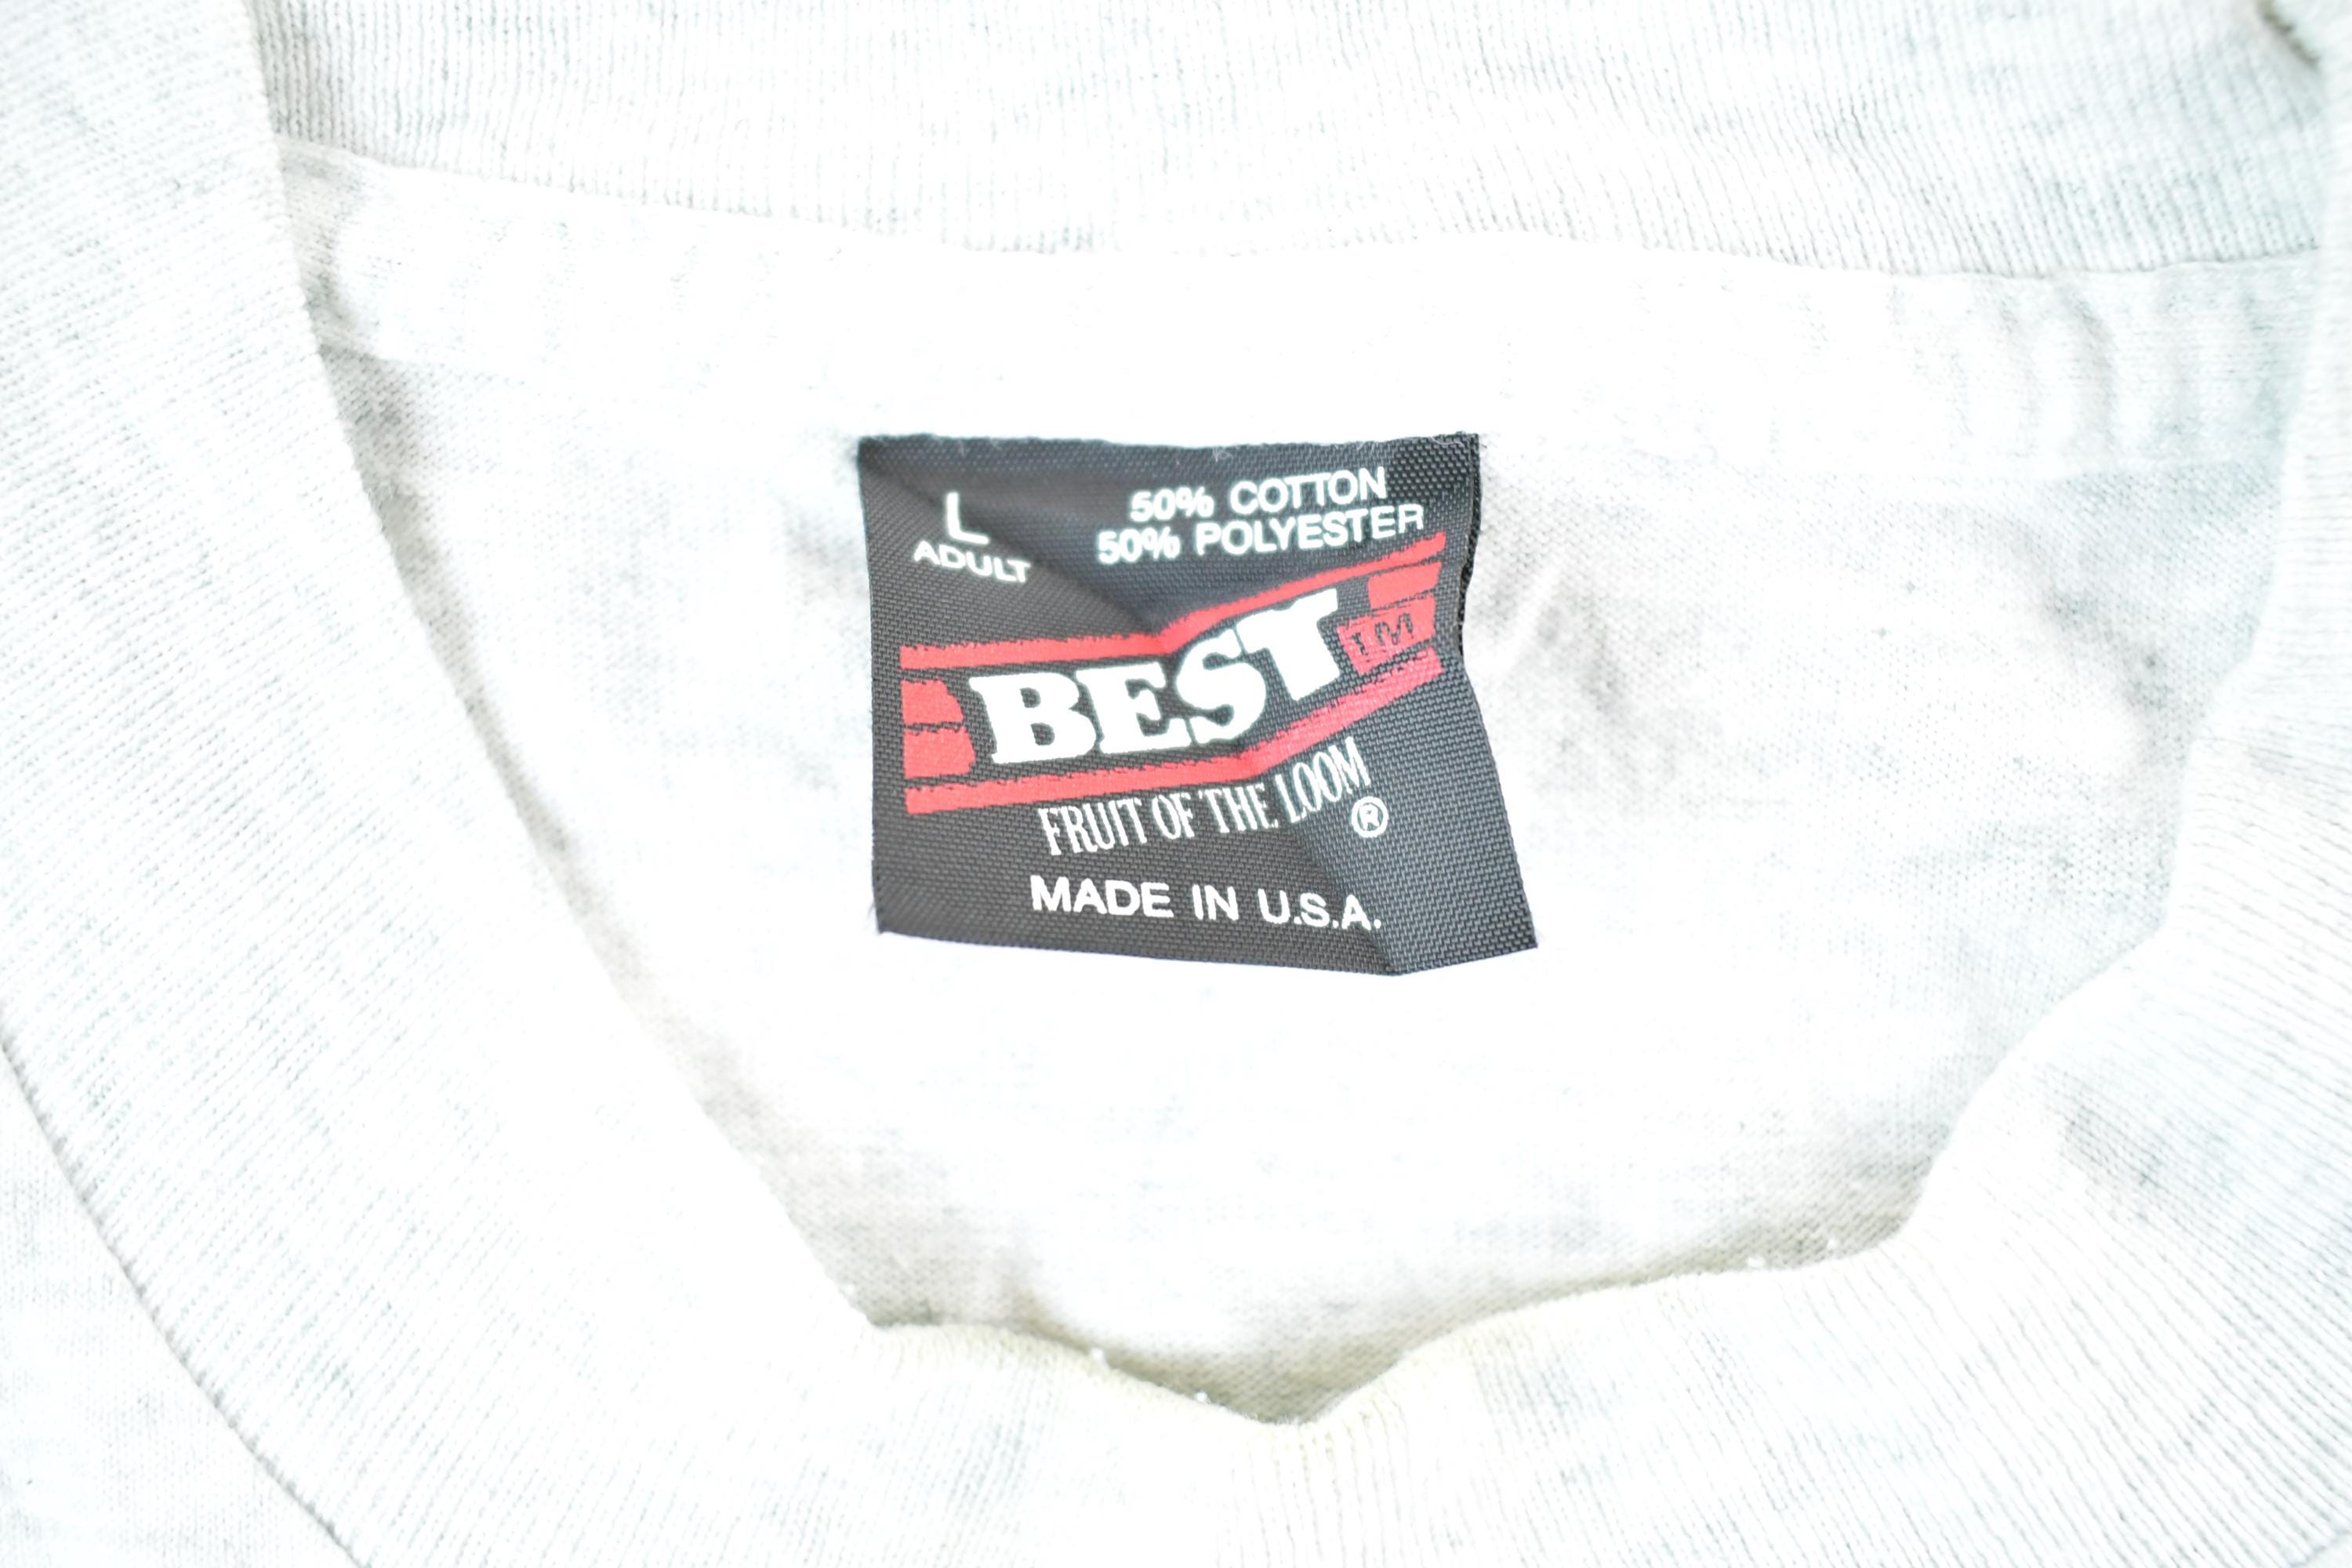 L
ADULT
50% COTTON
50% POLYESTER
BEST TM
FRUIT OF THE LOOM
®
MADE IN U.S.A.